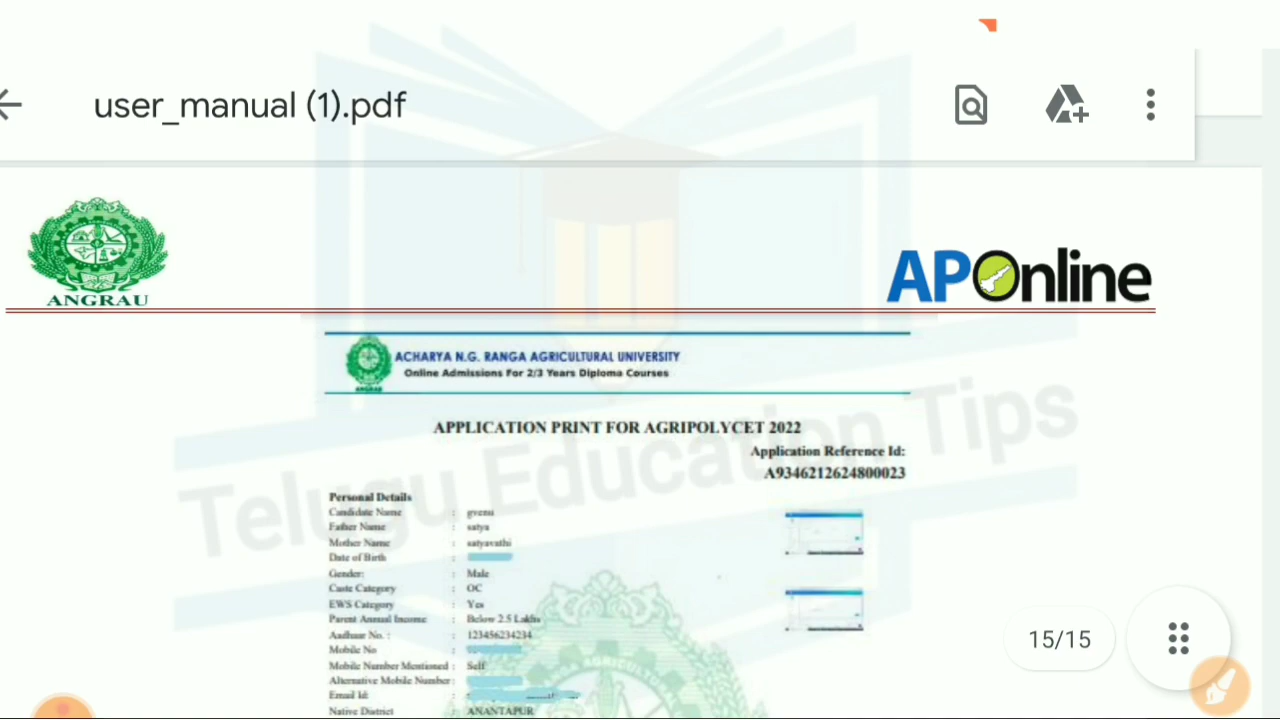 user_manual (1).pdf
ANGRAU
APOnline
ACHARYA N.G. RANGA AGRICULTURAL UNIVERSITY
Online Admissions For 2/3 Years Diploma Courses
APPLICATION PRINT FOR AGRIPOLYCET 2022
Application Reference Id:
A9346212624800023
Telugu Education Tips
Personal Details
Candidate Name : gvenu
Father Name : satya
Mother Name : satyavathi
Date of Birth :
Gender: : Male
Caste Category : OC
EWS Category : Yes
Parent Annual Income : Below 2.5 Lakhs
Aadhaar No. : : 123456234234
Mobile No :
Mobile Number Mentioned : Self
Alternative Mobile Number :
Email Id: :
Native District : ANANTAPUR
15/15